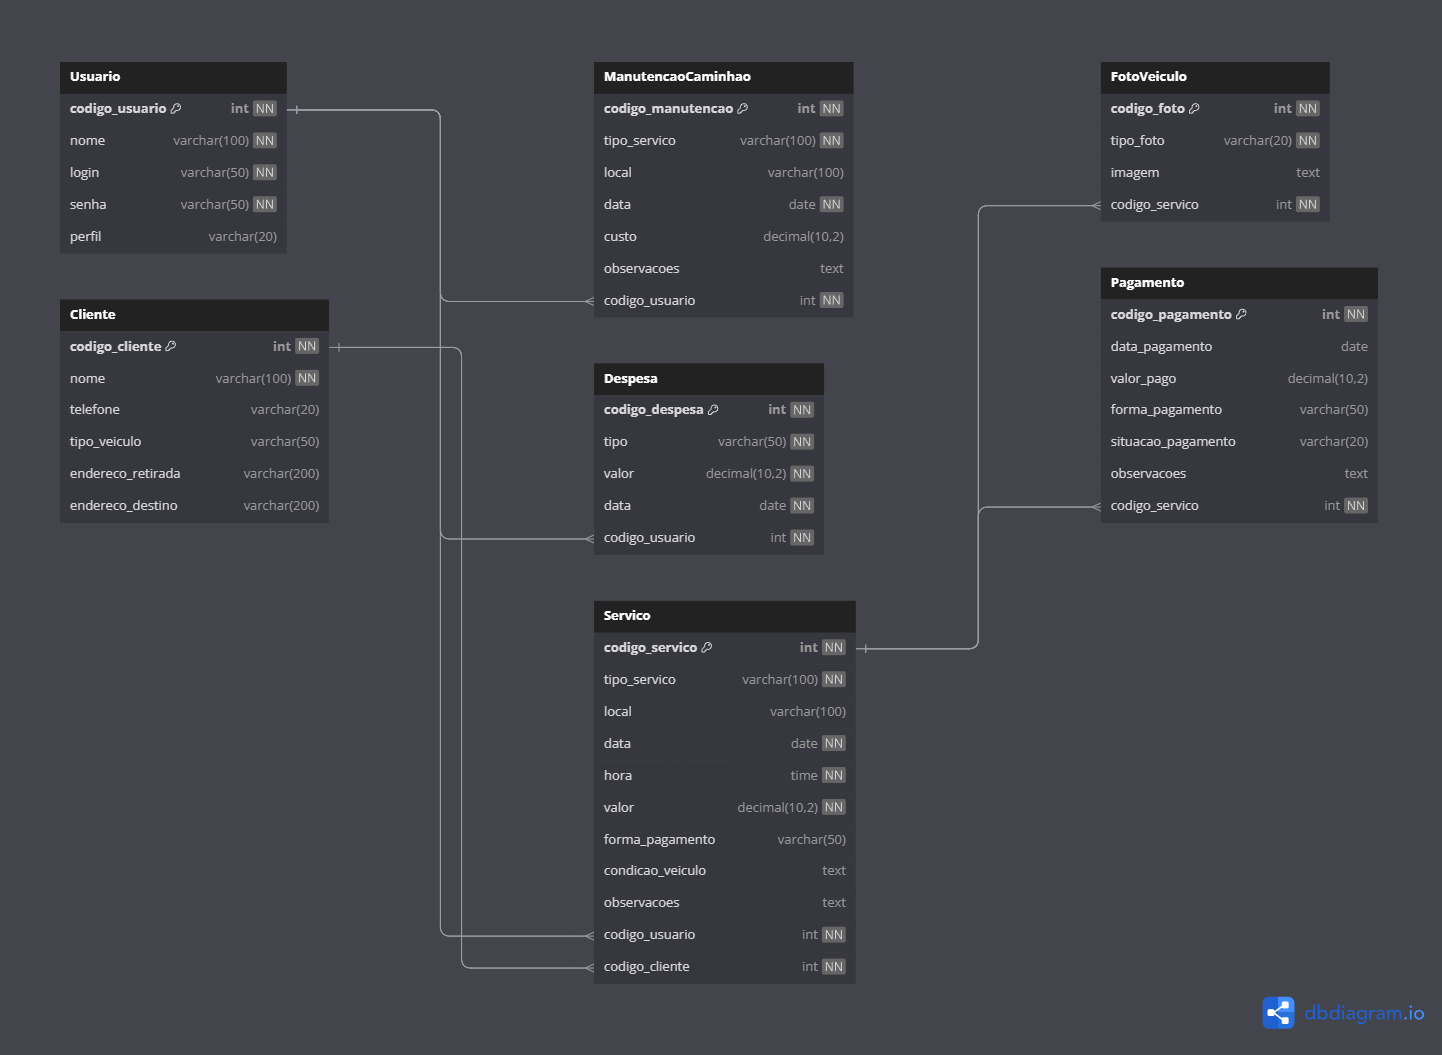 Usuario
codigo_usuario int NN
nome varchar(100) NN
login varchar(50) NN
senha varchar(50) NN
perfil varchar(20)
Cliente
codigo_cliente int NN
nome varchar(100) NN
telefone varchar(20)
tipo_veiculo varchar(50)
endereco_retirada varchar(200)
endereco_destino varchar(200)
ManutencaoCaminhao
codigo_manutencao int NN
tipo_servico varchar(100) NN
local varchar(100)
data date NN
custo decimal(10,2)
observacoes text
codigo_usuario int NN
Despesa
codigo_despesa int NN
tipo varchar(50) NN
valor decimal(10,2) NN
data date NN
codigo_usuario int NN
Servico
codigo_servico int NN
tipo_servico varchar(100) NN
local varchar(100)
data date NN
hora time NN
valor decimal(10,2) NN
forma_pagamento varchar(50)
condicao_veiculo text
observacoes text
codigo_usuario int NN
codigo_cliente int NN
FotoVeiculo
codigo_foto int NN
tipo_foto varchar(20) NN
imagem text
codigo_servico int NN
Pagamento
codigo_pagamento int NN
data_pagamento date
valor_pago decimal(10,2)
forma_pagamento varchar(50)
situacao_pagamento varchar(20)
observacoes text
codigo_servico int NN
dbdiagram.io